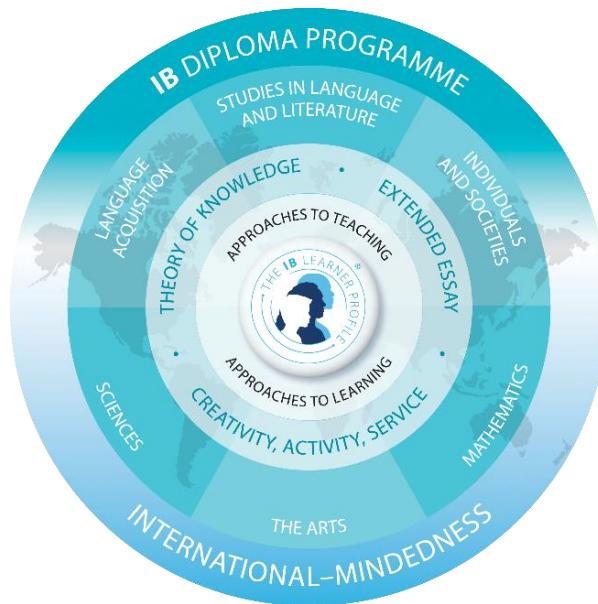 IB DIPLOMA PROGRAMME
STUDIES IN LANGUAGE
AND LITERATURE
LANGUAGE
ACQUISITION
INDIVIDUALS
AND SOCIETIES
THEORY OF KNOWLEDGE
•
EXTENDED ESSAY
APPROACHES TO TEACHING
THE IB LEARNER PROFILE®
APPROACHES TO LEARNING
•
CREATIVITY, ACTIVITY, SERVICE
•
SCIENCES
MATHEMATICS
THE ARTS
INTERNATIONAL–MINDEDNESS